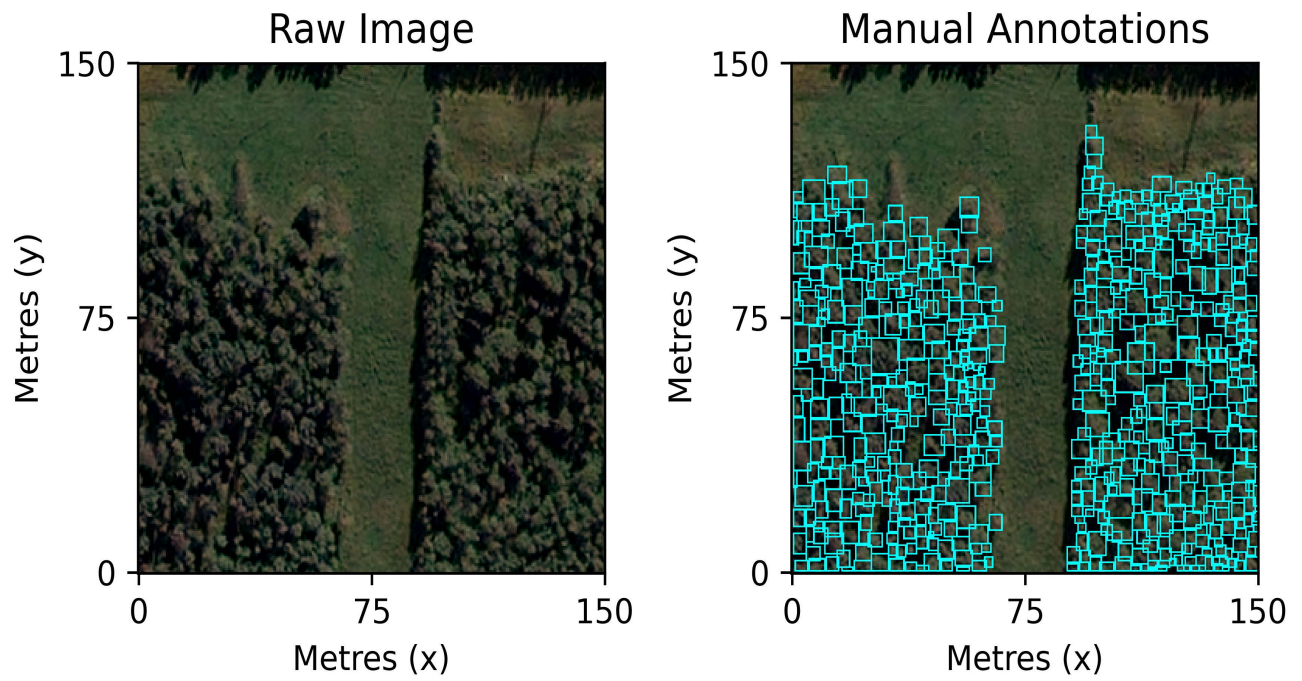 Raw Image
150
75
0
0 75 150
Metres (y)
Metres (x)
Manual Annotations
150
75
0
0 75 150
Metres (y)
Metres (x)